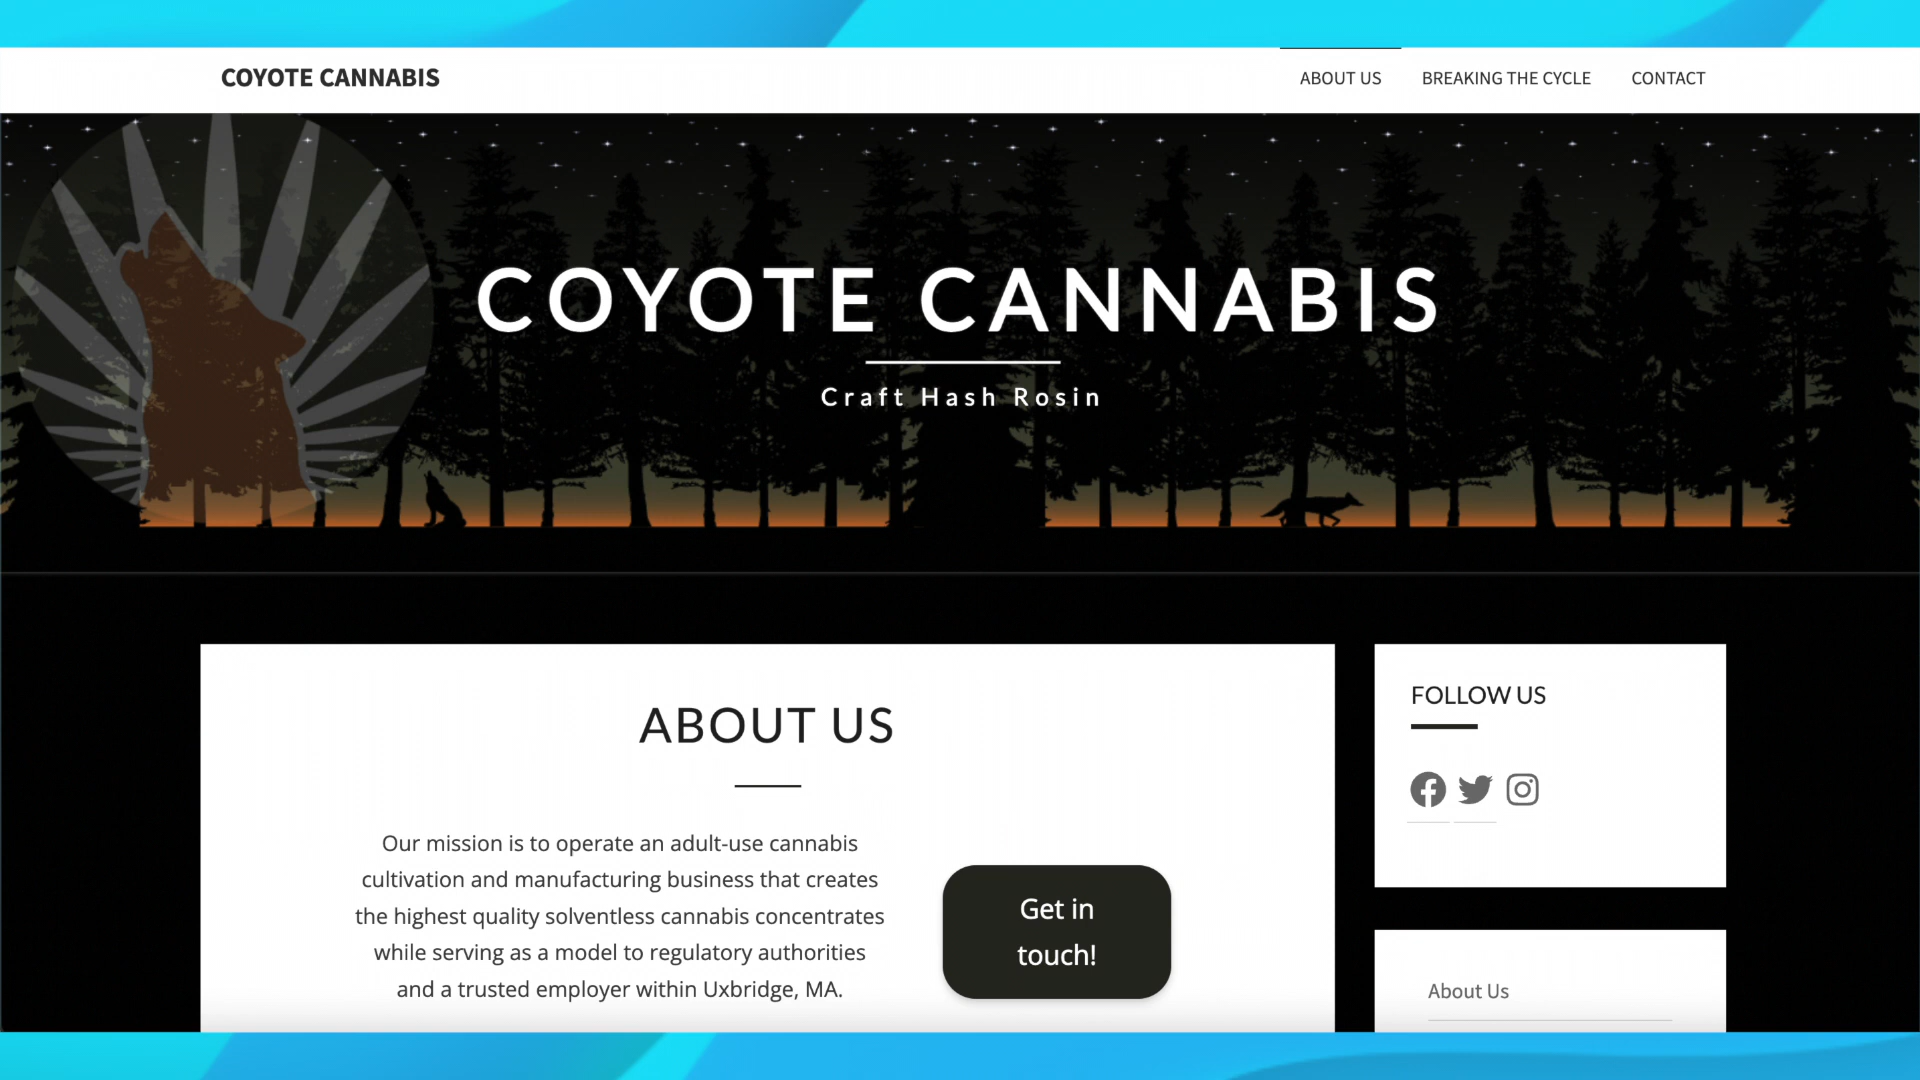 COYOTE CANNABIS
ABOUT US
BREAKING THE CYCLE
CONTACT
COYOTE CANNABIS
Craft Hash Rosin
ABOUT US
Our mission is to operate an adult-use cannabis
cultivation and manufacturing business that creates
the highest quality solventless cannabis concentrates
while serving as a model to regulatory authorities
and a trusted employer within Uxbridge, MA.
Get in
touch!
FOLLOW US
About Us